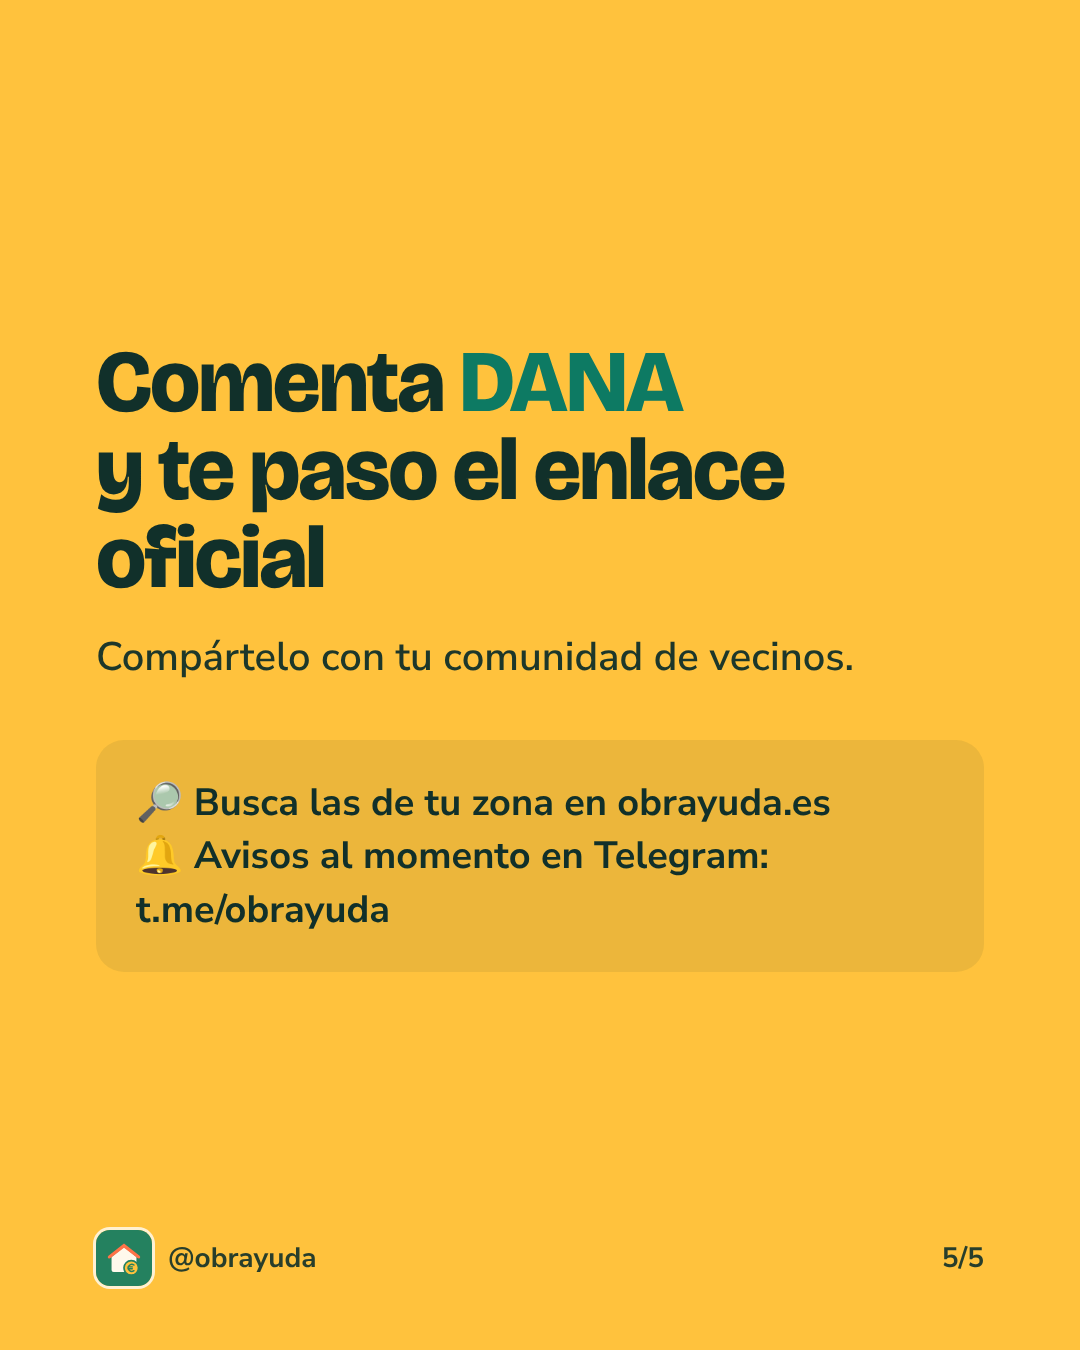 Comenta DANA
y te paso el enlace
oficial
Compártelo con tu comunidad de vecinos.
🔎 Busca las de tu zona en obrayuda.es
🔔 Avisos al momento en Telegram:
t.me/obrayuda
@obrayuda
5/5